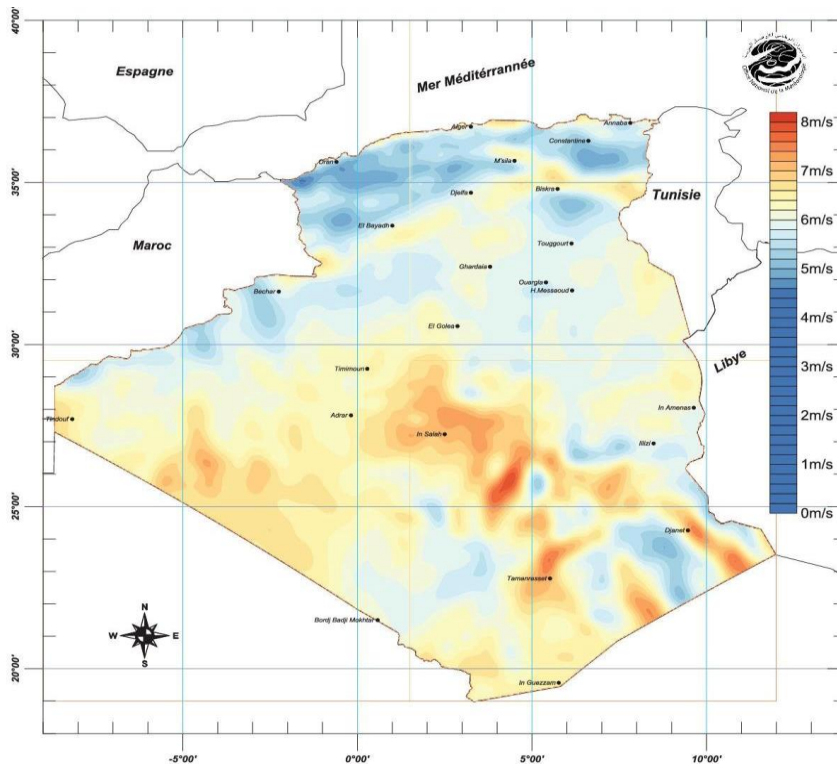 40°00'
Espagne
Mer Méditérrannée
8m/s
Alger
Annaba
Constantine
Oran
M'sila
7m/s
35°00'
Djelfa
Biskra
Tunisie
Maroc
El Bayadh
6m/s
Touggourt
Ghardaia
Bechar
Ouargla
H.Messaoud
5m/s
El Golea
4m/s
30°00'
Libye
Timimoun
3m/s
Tindouf
Adrar
In Amenas
2m/s
In Salah
Illizi
1m/s
25°00'
0m/s
Djanet
Tamanrasset
N
W
E
S
Bordj Badji Mokhtar
20°00'
In Guezzam
-5°00'
0°00'
5°00'
10°00'